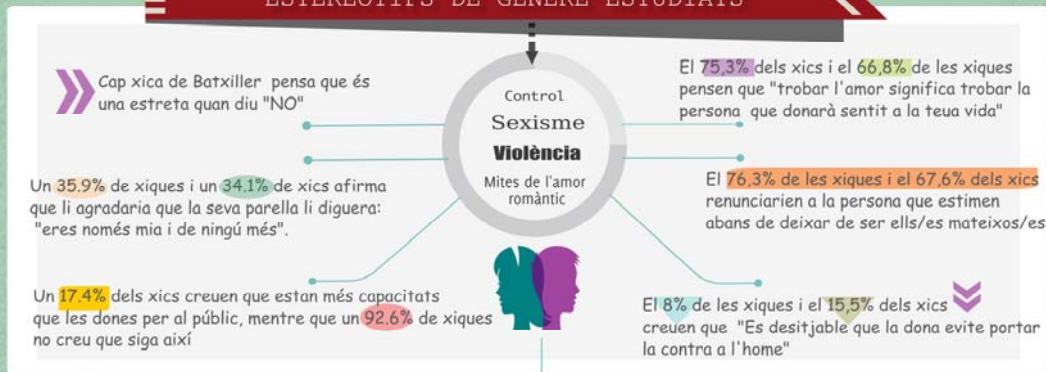 ESTEREOTIPS DE GÈNERE ESTUDIATS
Cap xica de Batxiller pensa que és
una estreta quan diu "NO"
Un 35.9% de xiques i un 34.1% de xics afirma
que li agradaria que la seva parella li diguera:
"eres només mia i de ningú més".
Un 17.4% dels xics creuen que estan més capacitats
que les dones per al públic, mentre que un 92.6% de xiques
no creu que siga així
Control
Sexisme
Violència
Mites de l'amor
romàntic
El 75,3% dels xics i el 66,8% de les xiques
pensen que "trobar l'amor significa trobar la
persona que donarà sentit a la teua vida"
El 76,3% de les xiques i el 67,6% dels xics
renunciarien a la persona que estimen
abans de deixar de ser ells/es mateixos/es
El 8% de les xiques i el 15,5% dels xics
creuen que "Es desitjable que la dona evite portar
la contra a l'home"